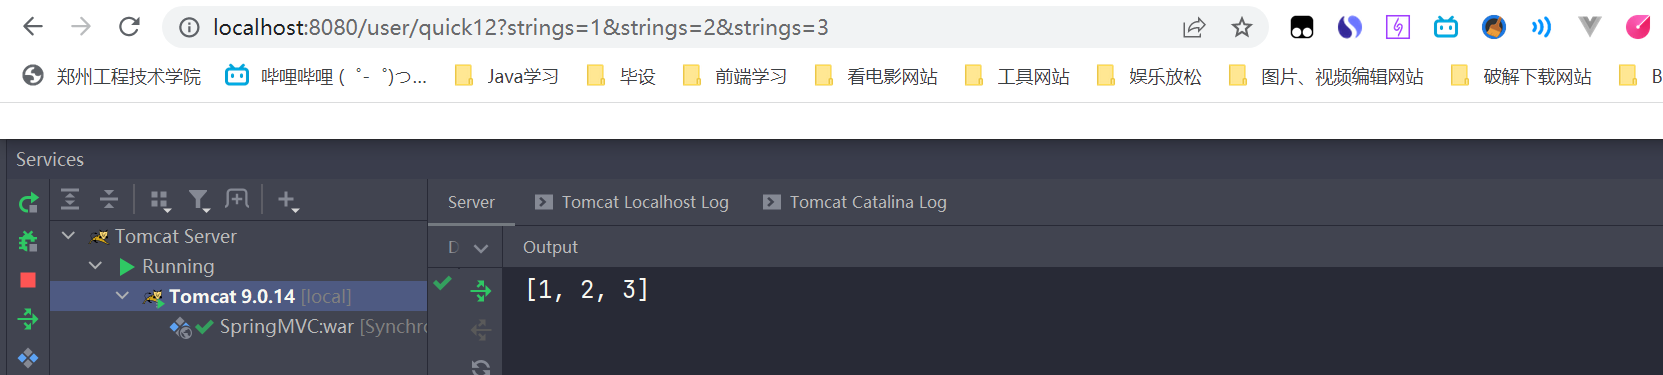 localhost:8080/user/quick12?strings=1&strings=2&strings=3
郑州工程技术学院 哔哩哔哩 (゜-゜)つ... Java学习 毕设 前端学习 看电影网站 工具网站 娱乐放松 图片、视频编辑网站 破解下载网站 B
Services
Server Tomcat Localhost Log Tomcat Catalina Log
Tomcat Server
D Output
Running
Tomcat 9.0.14 [local]
[1, 2, 3]
SpringMVC:war [Synchro